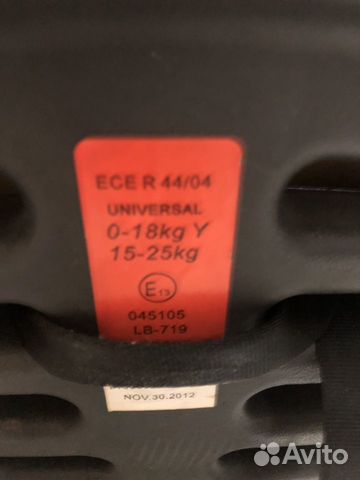 ECE R 44/04
UNIVERSAL
0-18kg Y
15-25kg
E13
045105
LB-719
NOV.30.2012
Avito